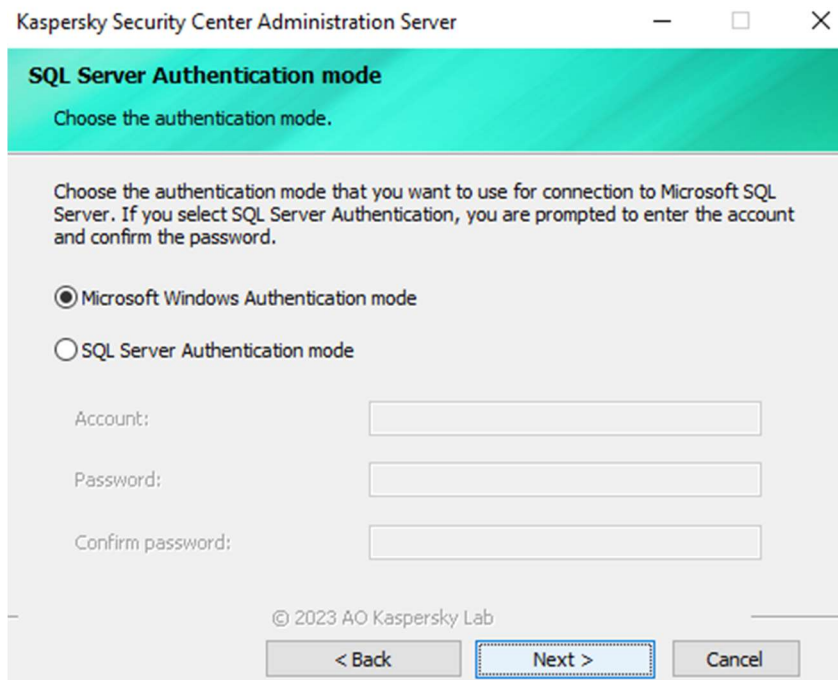 Kaspersky Security Center Administration Server
SQL Server Authentication mode
Choose the authentication mode.
Choose the authentication mode that you want to use for connection to Microsoft SQL
Server. If you select SQL Server Authentication, you are prompted to enter the account
and confirm the password.
Microsoft Windows Authentication mode
SQL Server Authentication mode
Account:
Password:
Confirm password:
© 2023 AO Kaspersky Lab
< Back
Next >
Cancel